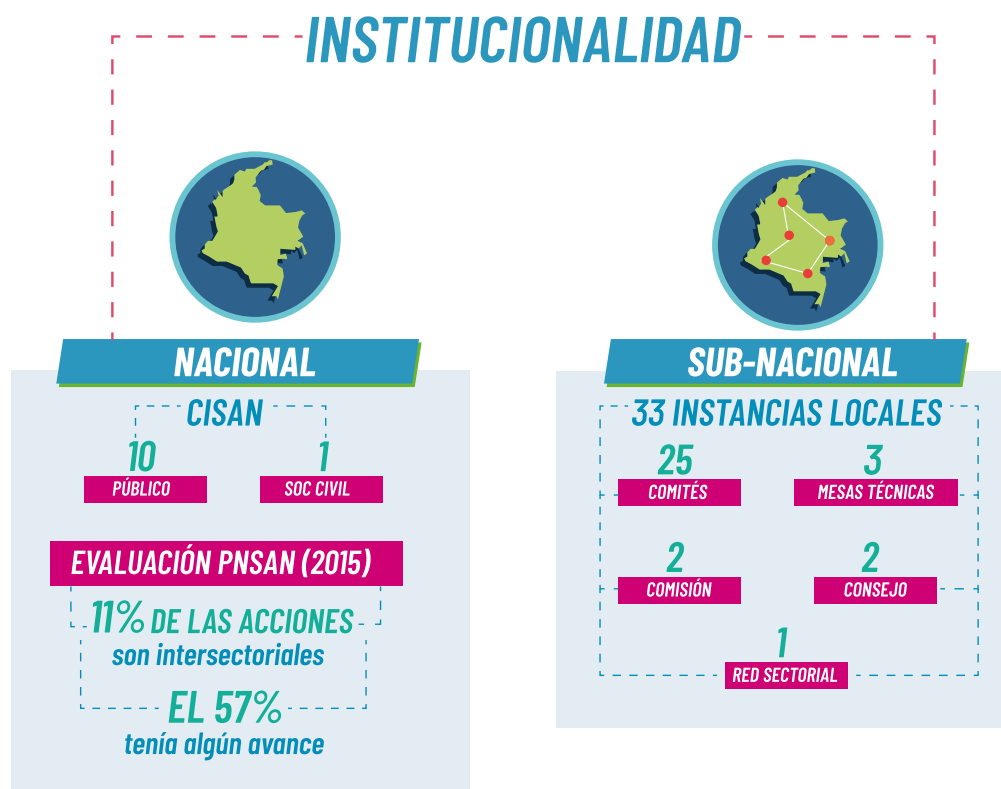 INSTITUCIONALIDAD
NACIONAL
CISAN
10
PÚBLICO
1
SOC CIVIL
EVALUACIÓN PNSAN (2015)
11% DE LAS ACCIONES
son intersectoriales
EL 57%
tenía algún avance
SUB-NACIONAL
33 INSTANCIAS LOCALES
25
COMITÉS
3
MESAS TÉCNICAS
2
COMISIÓN
2
CONSEJO
1
RED SECTORIAL